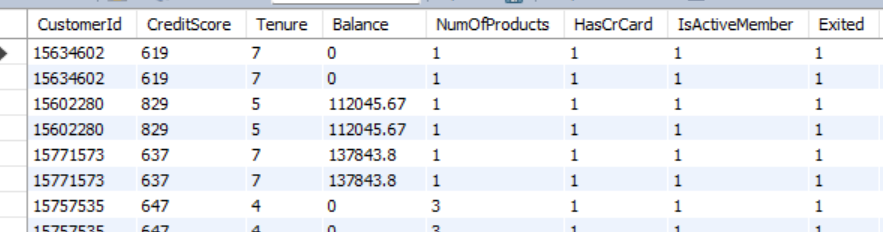 CustomerId CreditScore Tenure Balance NumOfProducts HasCrCard IsActiveMember Exited
15634602 619 7 0 1 1 1 1
15634602 619 7 0 1 1 1 1
15602280 829 5 112045.67 1 1 1 1
15602280 829 5 112045.67 1 1 1 1
15771573 637 7 137843.8 1 1 1 1
15771573 637 7 137843.8 1 1 1 1
15757535 647 4 0 3 1 1 1
15757535 647 4 0 3 1 1 1